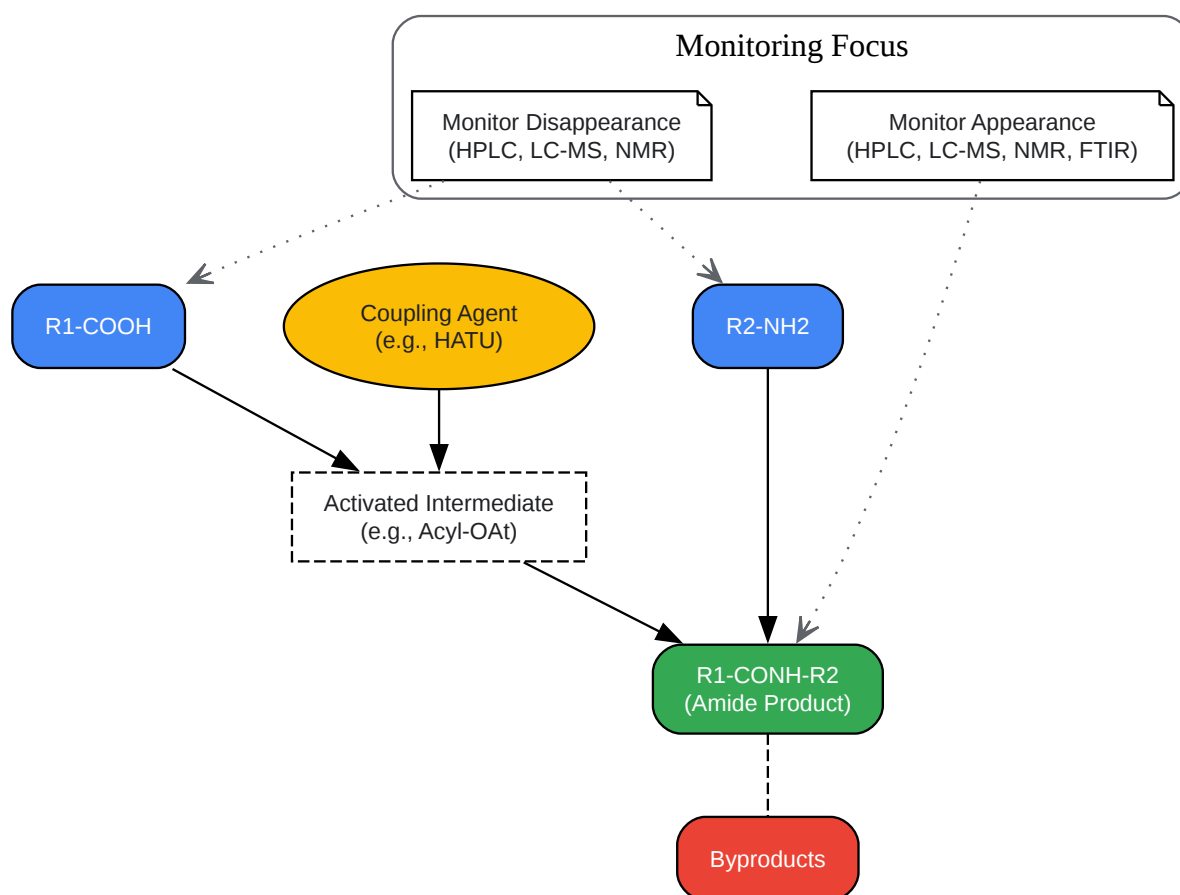 Monitoring Focus
Monitor Disappearance
(HPLC, LC-MS, NMR)
Monitor Appearance
(HPLC, LC-MS, NMR, FTIR)
R1-COOH
Coupling Agent
(e.g., HATU)
R2-NH2
Activated Intermediate
(e.g., Acyl-OAt)
R1-CONH-R2
(Amide Product)
Byproducts